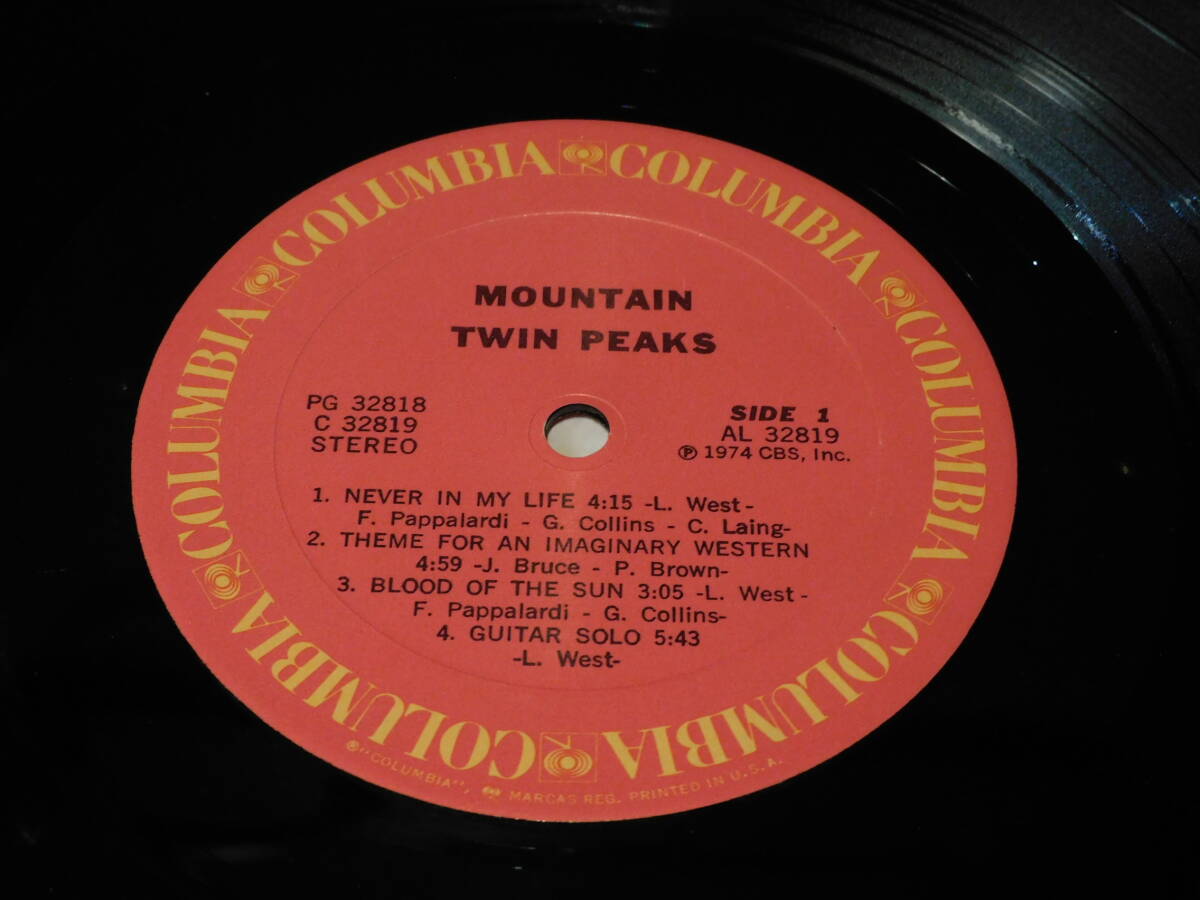 COLUMBIA COLUMBIA COLUMBIA COLUMBIA COLUMBIA COLUMBIA
MOUNTAIN
TWIN PEAKS
PG 32818
C 32819
STEREO
SIDE 1
AL 32819
℗ 1974 CBS, Inc.
1. NEVER IN MY LIFE 4:15 -L. West -
F. Pappalardi - G. Collins - C. Laing-
2. THEME FOR AN IMAGINARY WESTERN
4:59 -J. Bruce - P. Brown-
3. BLOOD OF THE SUN 3:05 -L. West -
F. Pappalardi - G. Collins-
4. GUITAR SOLO 5:43
-L. West-
®"COLUMBIA", MARCAS REG. PRINTED IN U.S.A.